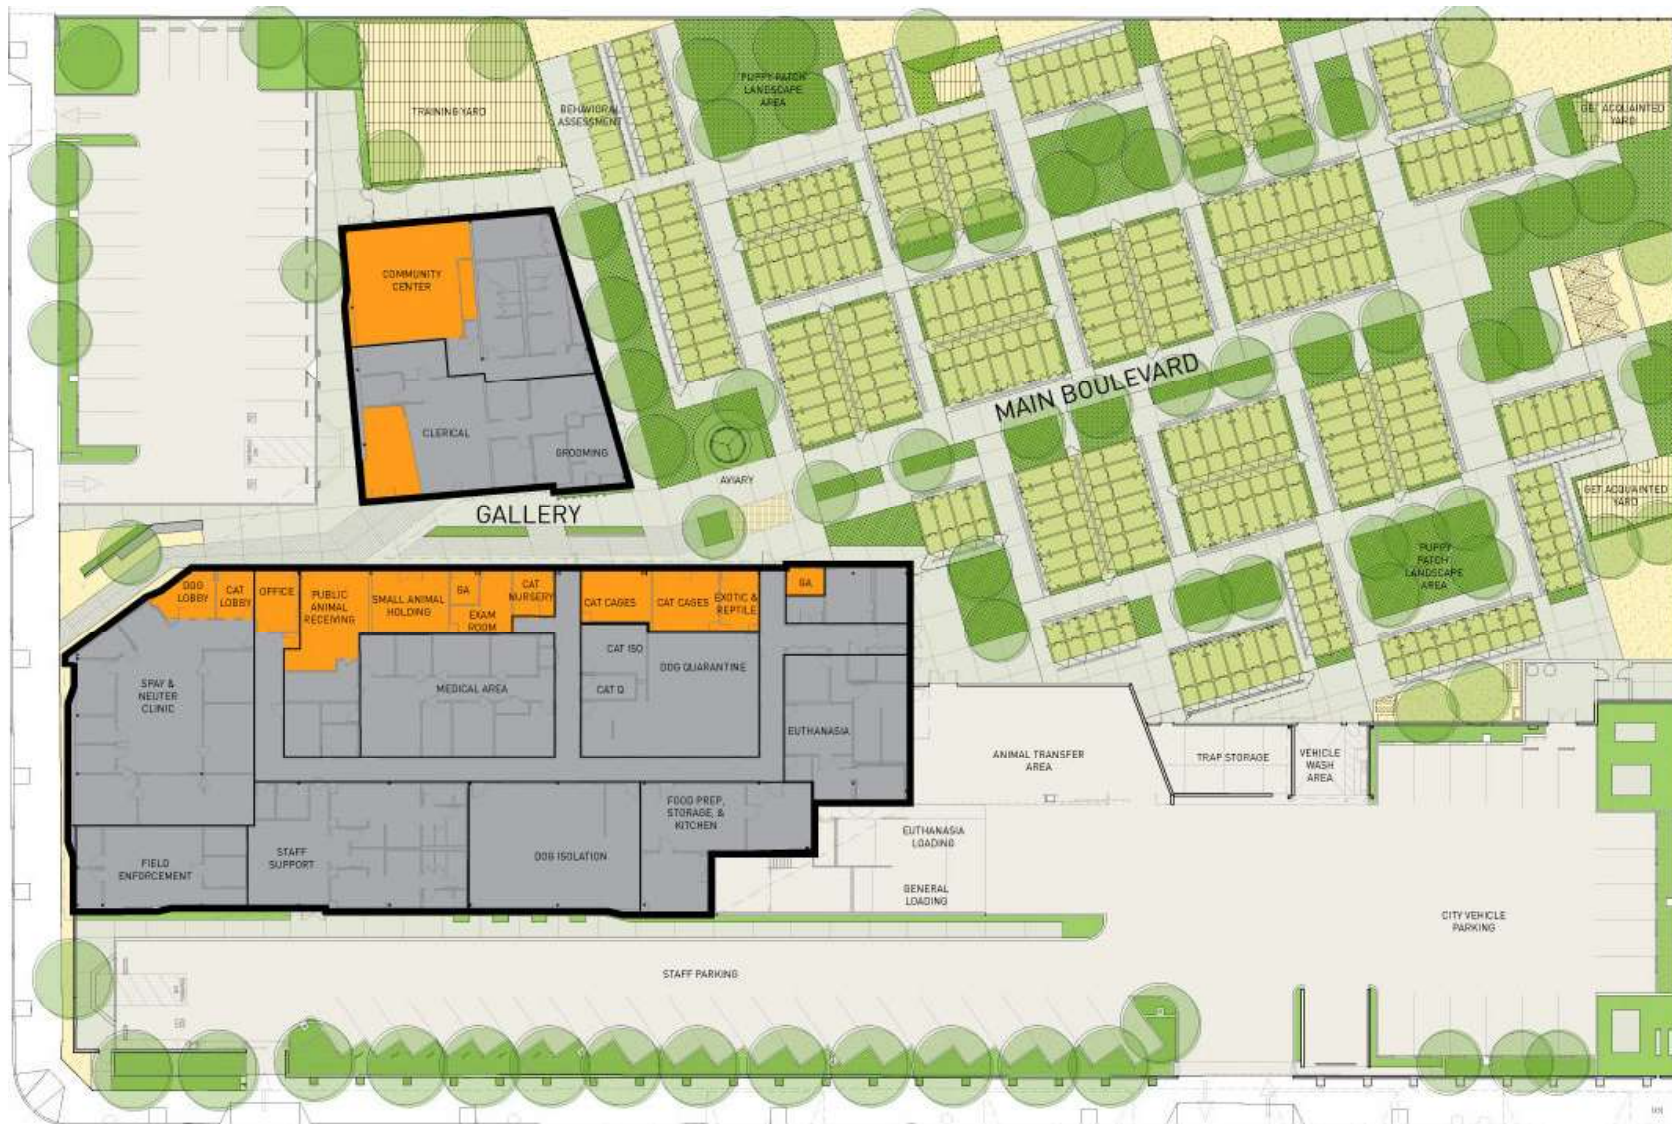 TRAINING YARD
BEHAVIORAL
ASSESSMENT
PUPPY PATCH
LANDSCAPE
AREA
GET ACQUAINTED
YARD
COMMUNITY
CENTER
CLERICAL
GROOMING
MAIN BOULEVARD
AVIARY
GALLERY
GET ACQUAINTED
YARD
PUPPY
PATCH
LANDSCAPE
AREA
DOG
LOBBY
CAT
LOBBY
OFFICE
PUBLIC
ANIMAL
RECEIVING
SMALL ANIMAL
HOLDING
GA
EXAM
ROOM
CAT
NURSERY
CAT CAGES
CAT CAGES
EXOTIC &
REPTILE
GA
SPAY &
NEUTER
CLINIC
MEDICAL AREA
CAT ISO
CAT Q
DOG QUARANTINE
EUTHANASIA
ANIMAL TRANSFER
AREA
TRAP STORAGE
VEHICLE
WASH
AREA
FIELD
ENFORCEMENT
STAFF
SUPPORT
DOG ISOLATION
FOOD PREP,
STORAGE, &
KITCHEN
EUTHANASIA
LOADING
GENERAL
LOADING
CITY VEHICLE
PARKING
STAFF PARKING